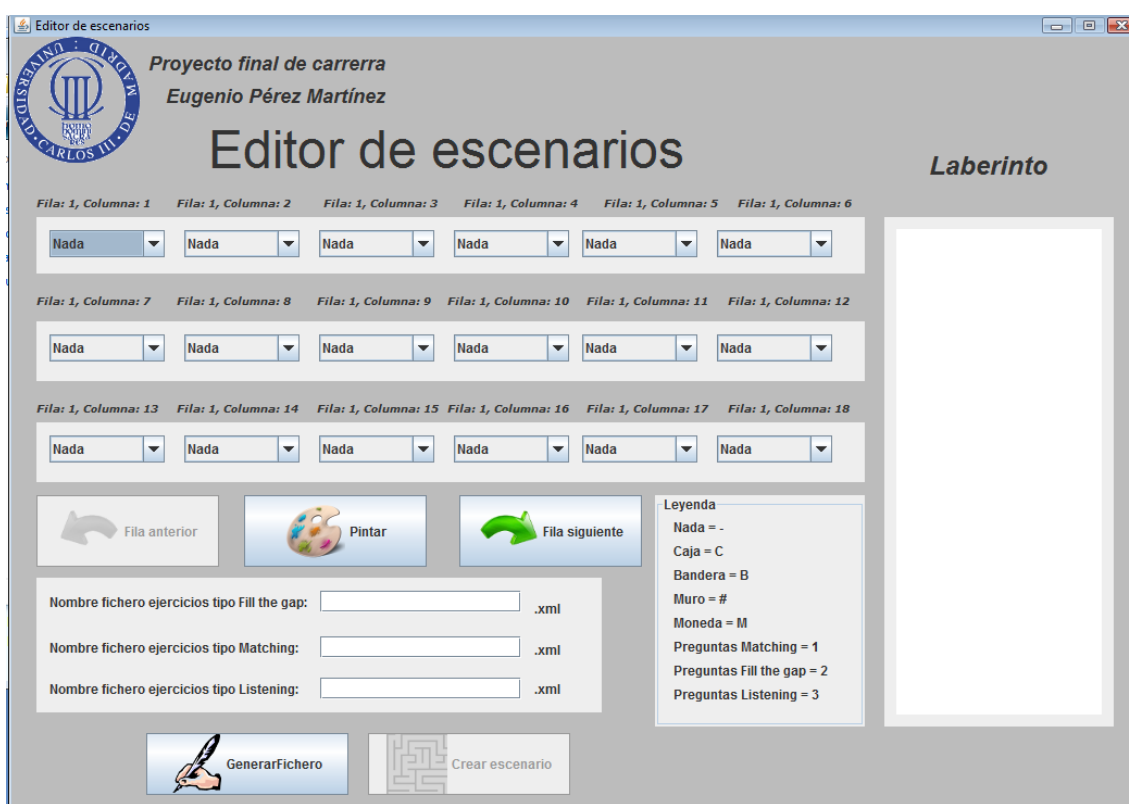 Editor de escenarios
UNIVERSIDAD · CARLOS III · DE MADRID
Proyecto final de carrerra
Eugenio Pérez Martínez
Editor de escenarios
Laberinto
Fila: 1, Columna: 1 Fila: 1, Columna: 2 Fila: 1, Columna: 3 Fila: 1, Columna: 4 Fila: 1, Columna: 5 Fila: 1, Columna: 6
Nada Nada Nada Nada Nada Nada
Fila: 1, Columna: 7 Fila: 1, Columna: 8 Fila: 1, Columna: 9 Fila: 1, Columna: 10 Fila: 1, Columna: 11 Fila: 1, Columna: 12
Nada Nada Nada Nada Nada Nada
Fila: 1, Columna: 13 Fila: 1, Columna: 14 Fila: 1, Columna: 15 Fila: 1, Columna: 16 Fila: 1, Columna: 17 Fila: 1, Columna: 18
Nada Nada Nada Nada Nada Nada
Fila anterior
Pintar
Fila siguiente
Leyenda
Nada = -
Caja = C
Bandera = B
Muro = #
Moneda = M
Preguntas Matching = 1
Preguntas Fill the gap = 2
Preguntas Listening = 3
Nombre fichero ejercicios tipo Fill the gap: .xml
Nombre fichero ejercicios tipo Matching: .xml
Nombre fichero ejercicios tipo Listening: .xml
GenerarFichero
Crear escenario